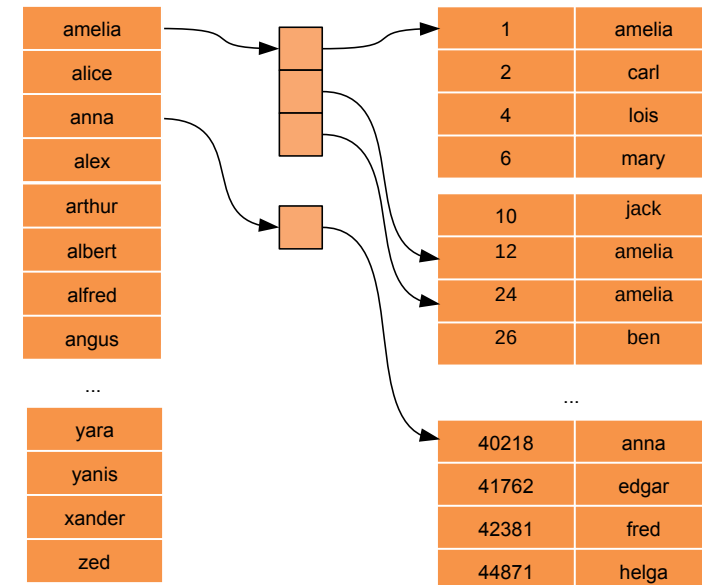 amelia
alice
anna
alex
arthur
albert
alfred
angus
...
yara
yanis
xander
zed
1 amelia
2 carl
4 lois
6 mary
10 jack
12 amelia
24 amelia
26 ben
...
40218 anna
41762 edgar
42381 fred
44871 helga